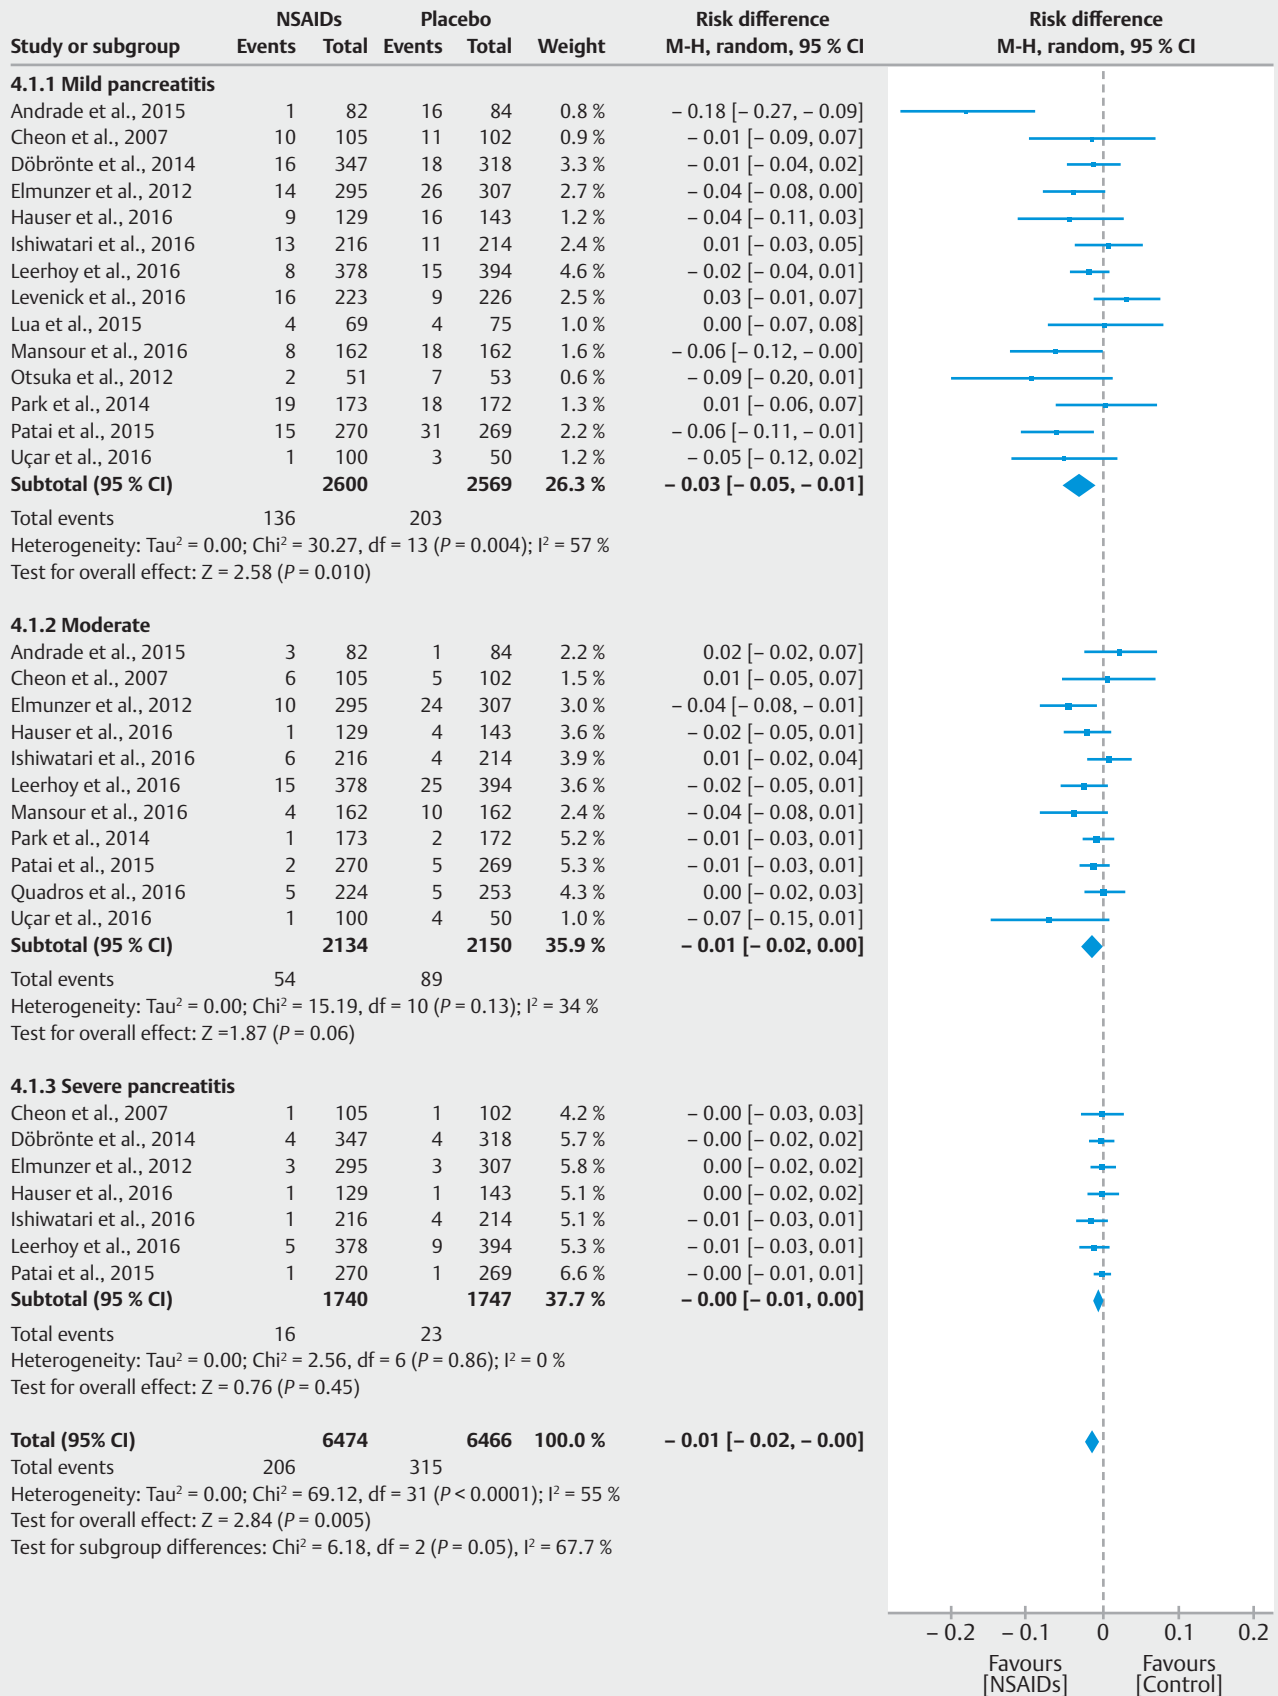 NSAIDs Placebo Risk difference Risk difference
Study or subgroup Events Total Events Total Weight M-H, random, 95 % CI M-H, random, 95 % CI
4.1.1 Mild pancreatitis
Andrade et al., 2015 1 82 16 84 0.8 % – 0.18 [– 0.27, – 0.09]
Cheon et al., 2007 10 105 11 102 0.9 % – 0.01 [– 0.09, 0.07]
Döbrönte et al., 2014 16 347 18 318 3.3 % – 0.01 [– 0.04, 0.02]
Elmunzer et al., 2012 14 295 26 307 2.7 % – 0.04 [– 0.08, 0.00]
Hauser et al., 2016 9 129 16 143 1.2 % – 0.04 [– 0.11, 0.03]
Ishiwatari et al., 2016 13 216 11 214 2.4 % 0.01 [– 0.03, 0.05]
Leerhoy et al., 2016 8 378 15 394 4.6 % – 0.02 [– 0.04, 0.01]
Levenick et al., 2016 16 223 9 226 2.5 % 0.03 [– 0.01, 0.07]
Lua et al., 2015 4 69 4 75 1.0 % 0.00 [– 0.07, 0.08]
Mansour et al., 2016 8 162 18 162 1.6 % – 0.06 [– 0.12, – 0.00]
Otsuka et al., 2012 2 51 7 53 0.6 % – 0.09 [– 0.20, 0.01]
Park et al., 2014 19 173 18 172 1.3 % 0.01 [– 0.06, 0.07]
Patai et al., 2015 15 270 31 269 2.2 % – 0.06 [– 0.11, – 0.01]
Uçar et al., 2016 1 100 3 50 1.2 % – 0.05 [– 0.12, 0.02]
Subtotal (95 % CI) 2600 2569 26.3 % – 0.03 [– 0.05, – 0.01]
Total events 136 203
Heterogeneity: Tau² = 0.00; Chi² = 30.27, df = 13 (P = 0.004); I² = 57 %
Test for overall effect: Z = 2.58 (P = 0.010)
4.1.2 Moderate
Andrade et al., 2015 3 82 1 84 2.2 % 0.02 [– 0.02, 0.07]
Cheon et al., 2007 6 105 5 102 1.5 % 0.01 [– 0.05, 0.07]
Elmunzer et al., 2012 10 295 24 307 3.0 % – 0.04 [– 0.08, – 0.01]
Hauser et al., 2016 1 129 4 143 3.6 % – 0.02 [– 0.05, 0.01]
Ishiwatari et al., 2016 6 216 4 214 3.9 % 0.01 [– 0.02, 0.04]
Leerhoy et al., 2016 15 378 25 394 3.6 % – 0.02 [– 0.05, 0.01]
Mansour et al., 2016 4 162 10 162 2.4 % – 0.04 [– 0.08, 0.01]
Park et al., 2014 1 173 2 172 5.2 % – 0.01 [– 0.03, 0.01]
Patai et al., 2015 2 270 5 269 5.3 % – 0.01 [– 0.03, 0.01]
Quadros et al., 2016 5 224 5 253 4.3 % 0.00 [– 0.02, 0.03]
Uçar et al., 2016 1 100 4 50 1.0 % – 0.07 [– 0.15, 0.01]
Subtotal (95 % CI) 2134 2150 35.9 % – 0.01 [– 0.02, 0.00]
Total events 54 89
Heterogeneity: Tau² = 0.00; Chi² = 15.19, df = 10 (P = 0.13); I² = 34 %
Test for overall effect: Z =1.87 (P = 0.06)
4.1.3 Severe pancreatitis
Cheon et al., 2007 1 105 1 102 4.2 % – 0.00 [– 0.03, 0.03]
Döbrönte et al., 2014 4 347 4 318 5.7 % – 0.00 [– 0.02, 0.02]
Elmunzer et al., 2012 3 295 3 307 5.8 % 0.00 [– 0.02, 0.02]
Hauser et al., 2016 1 129 1 143 5.1 % 0.00 [– 0.02, 0.02]
Ishiwatari et al., 2016 1 216 4 214 5.1 % – 0.01 [– 0.03, 0.01]
Leerhoy et al., 2016 5 378 9 394 5.3 % – 0.01 [– 0.03, 0.01]
Patai et al., 2015 1 270 1 269 6.6 % – 0.00 [– 0.01, 0.01]
Subtotal (95 % CI) 1740 1747 37.7 % – 0.00 [– 0.01, 0.00]
Total events 16 23
Heterogeneity: Tau² = 0.00; Chi² = 2.56, df = 6 (P = 0.86); I² = 0 %
Test for overall effect: Z = 0.76 (P = 0.45)
Total (95% CI) 6474 6466 100.0 % – 0.01 [– 0.02, – 0.00]
Total events 206 315
Heterogeneity: Tau² = 0.00; Chi² = 69.12, df = 31 (P < 0.0001); I² = 55 %
Test for overall effect: Z = 2.84 (P = 0.005)
Test for subgroup differences: Chi² = 6.18, df = 2 (P = 0.05), I² = 67.7 %
– 0.2 – 0.1 0 0.1 0.2
Favours Favours
[NSAIDs] [Control]